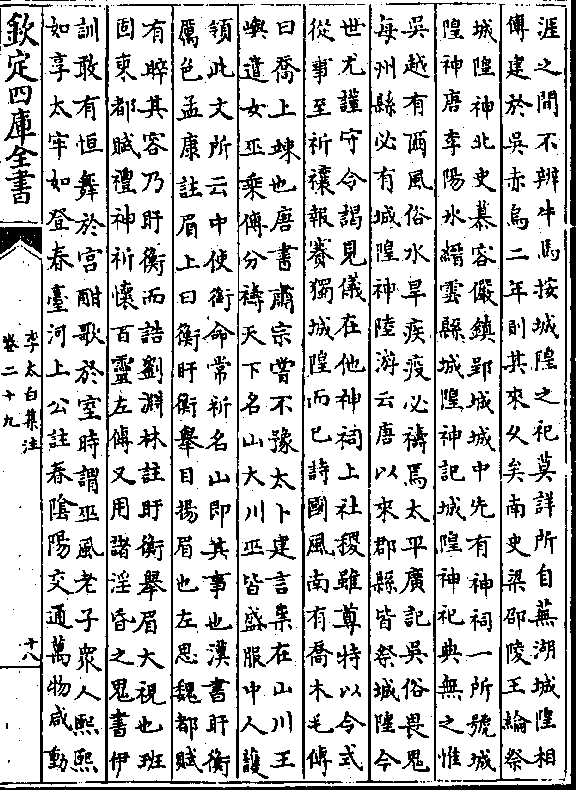 涯之間不辨牛馬按城隍之祀莫詳所自蕪湖城隍相
傳建於吳赤烏二年則其來久矣南史梁邵陵王綸祭
城隍神北史慕容儼鎮郢城城中先有神祠一所號城
隍神唐李陽氷縉雲縣城隍神記城隍神祀典無之惟
吳越有西風俗水旱疾疫必禱焉太平廣記吳俗畏鬼
每州縣必有城隍神陸游云唐以來郡縣皆祭城隍今
世尤謹守令謁見儀在他神祠上社稷雖尊特以令式
從事至祈禳報賽獨城隍而已詩國風南有喬木毛傳
曰喬上竦也唐書肅宗嘗不豫太卜建言祟在山川王
嶼遣女巫乘傳分禱天下名山大川巫皆盛服中人護
領此文所云中使銜命常祈名山即其事也漢書盱衡
厲色孟康註眉上曰衡盱衡舉目揚眉也左思魏都賦
有睟其容乃盱衡而誥劉淵林註盱衡舉眉大視也班
固東都賦禮神祈懷百靈左傳又用諸淫昏之鬼書伊
訓敢有恒舞於宮酣歌於室時謂巫風老子衆人熙熙
如享太牢如登春臺河上公註春陰陽交通萬物咸動
欽定四庫全書
李太白集注
卷二十九
十八